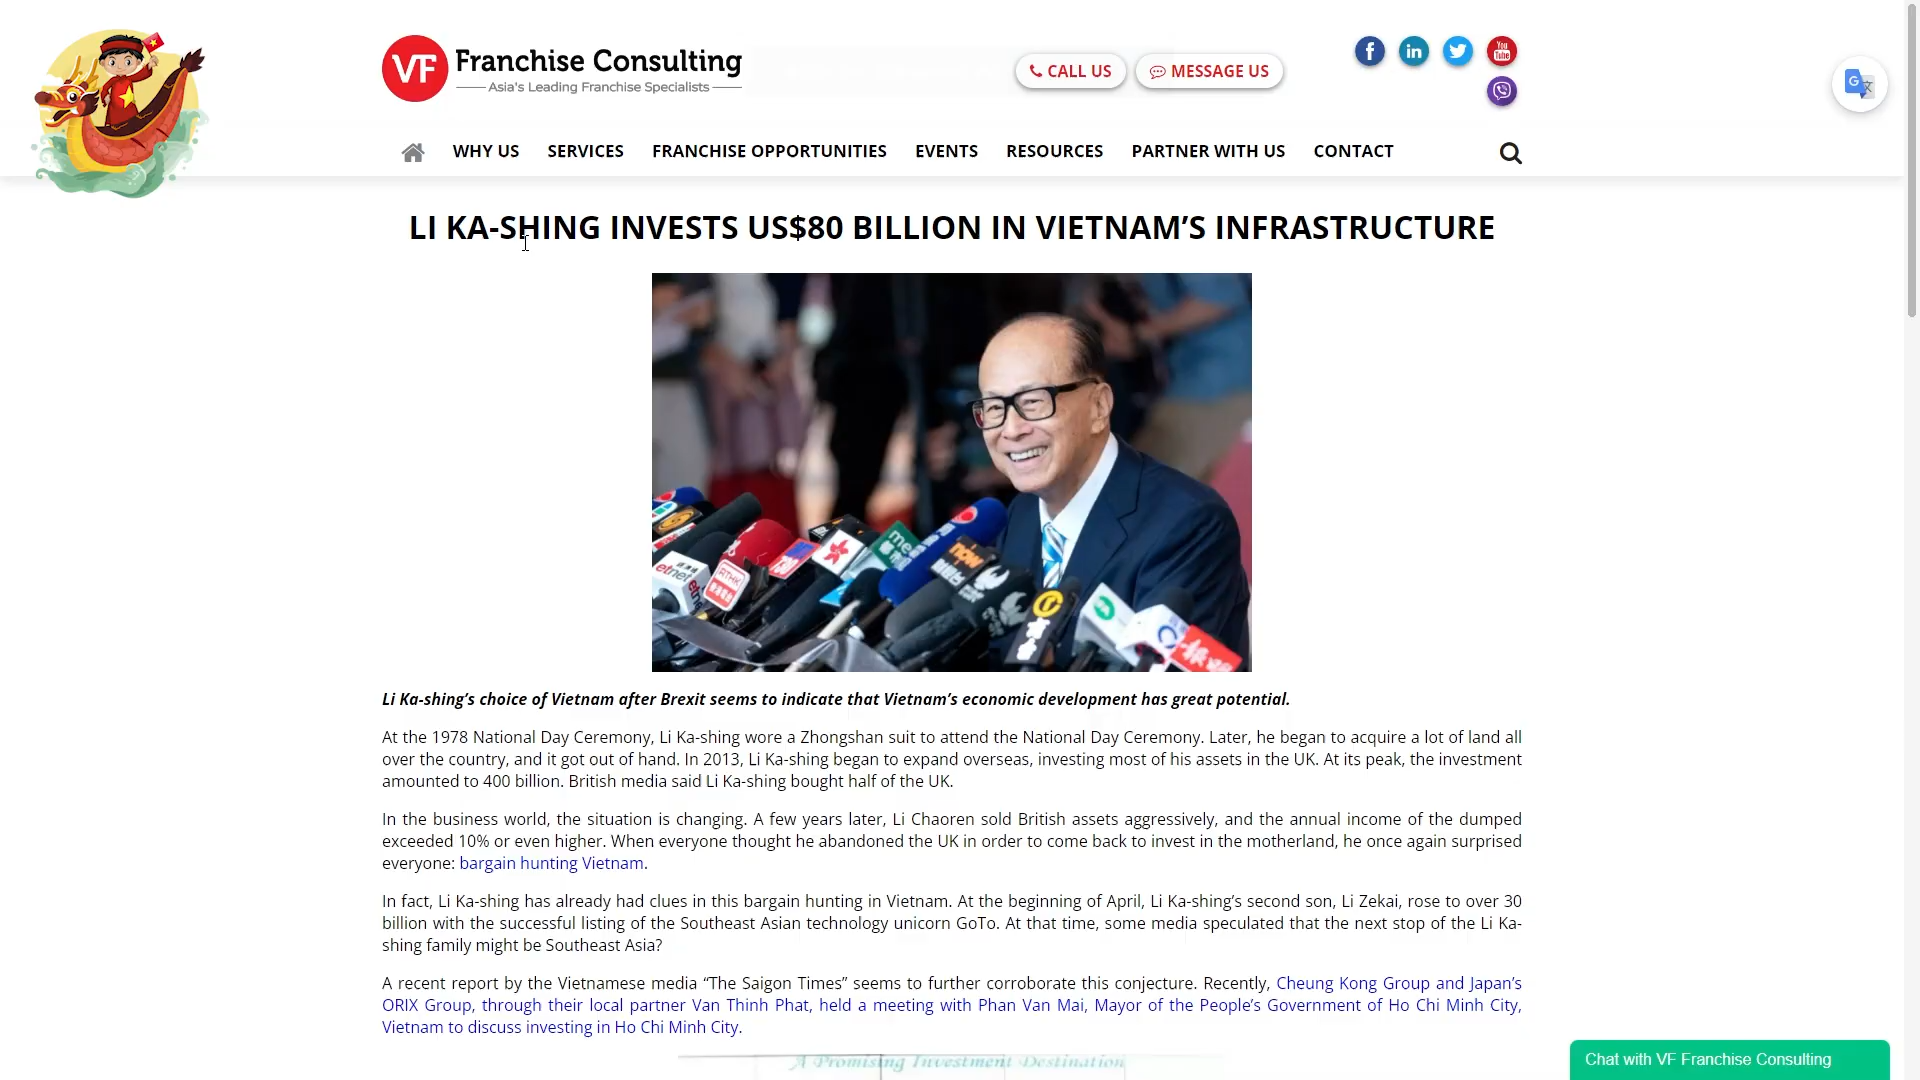 VF Franchise Consulting
Asia's Leading Franchise Specialists
CALL US
MESSAGE US
You
Tube
WHY US
SERVICES
FRANCHISE OPPORTUNITIES
EVENTS
RESOURCES
PARTNER WITH US
CONTACT
LI KA-SHING INVESTS US$80 BILLION IN VIETNAM’S INFRASTRUCTURE
etnet
RTHK
now
Li Ka-shing’s choice of Vietnam after Brexit seems to indicate that Vietnam’s economic development has great potential.
At the 1978 National Day Ceremony, Li Ka-shing wore a Zhongshan suit to attend the National Day Ceremony. Later, he began to acquire a lot of land all
over the country, and it got out of hand. In 2013, Li Ka-shing began to expand overseas, investing most of his assets in the UK. At its peak, the investment
amounted to 400 billion. British media said Li Ka-shing bought half of the UK.
In the business world, the situation is changing. A few years later, Li Chaoren sold British assets aggressively, and the annual income of the dumped
exceeded 10% or even higher. When everyone thought he abandoned the UK in order to come back to invest in the motherland, he once again surprised
everyone: bargain hunting Vietnam.
In fact, Li Ka-shing has already had clues in this bargain hunting in Vietnam. At the beginning of April, Li Ka-shing’s second son, Li Zekai, rose to over 30
billion with the successful listing of the Southeast Asian technology unicorn GoTo. At that time, some media speculated that the next stop of the Li Ka-
shing family might be Southeast Asia?
A recent report by the Vietnamese media “The Saigon Times” seems to further corroborate this conjecture. Recently, Cheung Kong Group and Japan’s
ORIX Group, through their local partner Van Thinh Phat, held a meeting with Phan Van Mai, Mayor of the People’s Government of Ho Chi Minh City,
Vietnam to discuss investing in Ho Chi Minh City.
A Promising Investment Destination
Chat with VF Franchise Consulting